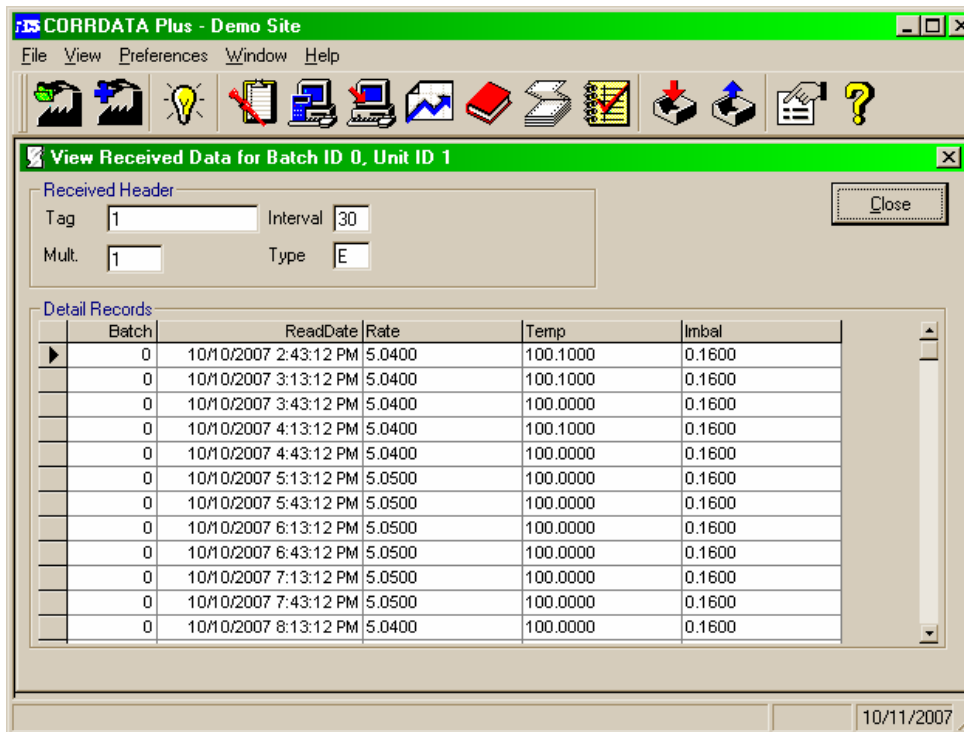 CORRDATA Plus - Demo Site
File View Preferences Window Help
View Received Data for Batch ID 0, Unit ID 1
Received Header
Close
Tag 1 Interval 30
Mult. 1 Type E
Detail Records
Batch ReadDate Rate Temp Imbal
0 10/10/2007 2:43:12 PM 5.0400 100.1000 0.1600
0 10/10/2007 3:13:12 PM 5.0400 100.1000 0.1600
0 10/10/2007 3:43:12 PM 5.0400 100.0000 0.1600
0 10/10/2007 4:13:12 PM 5.0400 100.1000 0.1600
0 10/10/2007 4:43:12 PM 5.0400 100.0000 0.1600
0 10/10/2007 5:13:12 PM 5.0500 100.0000 0.1600
0 10/10/2007 5:43:12 PM 5.0500 100.0000 0.1600
0 10/10/2007 6:13:12 PM 5.0500 100.0000 0.1600
0 10/10/2007 6:43:12 PM 5.0500 100.0000 0.1600
0 10/10/2007 7:13:12 PM 5.0500 100.0000 0.1600
0 10/10/2007 7:43:12 PM 5.0500 100.0000 0.1600
0 10/10/2007 8:13:12 PM 5.0400 100.0000 0.1600
10/11/2007